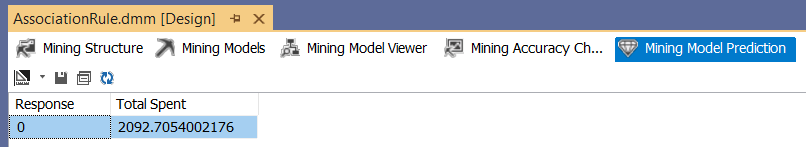 AssociationRule.dmm [Design]
Mining Structure Mining Models Mining Model Viewer Mining Accuracy Ch... Mining Model Prediction
Response Total Spent
0 2092.7054002176